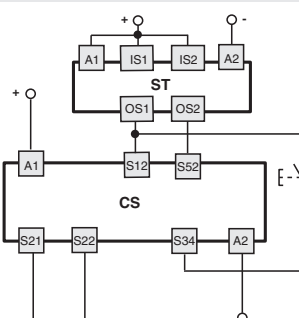 + -
A1 IS1 IS2 A2
ST
+
OS1 OS2
A1 S12 S52
CS
S21 S22 S34 A2